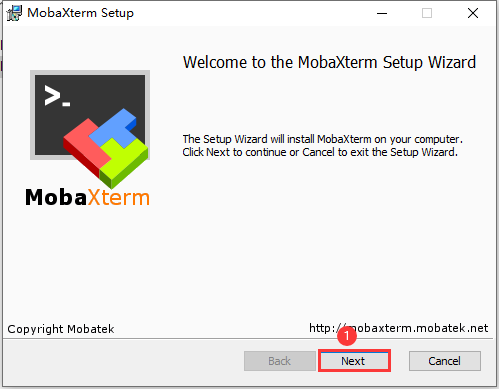 MobaXterm Setup
Welcome to the MobaXterm Setup Wizard
The Setup Wizard will install MobaXterm on your computer.
Click Next to continue or Cancel to exit the Setup Wizard.
>_
MobaXterm
Copyright Mobatek
http://mobaxterm.mobatek.net
1
Back
Next
Cancel